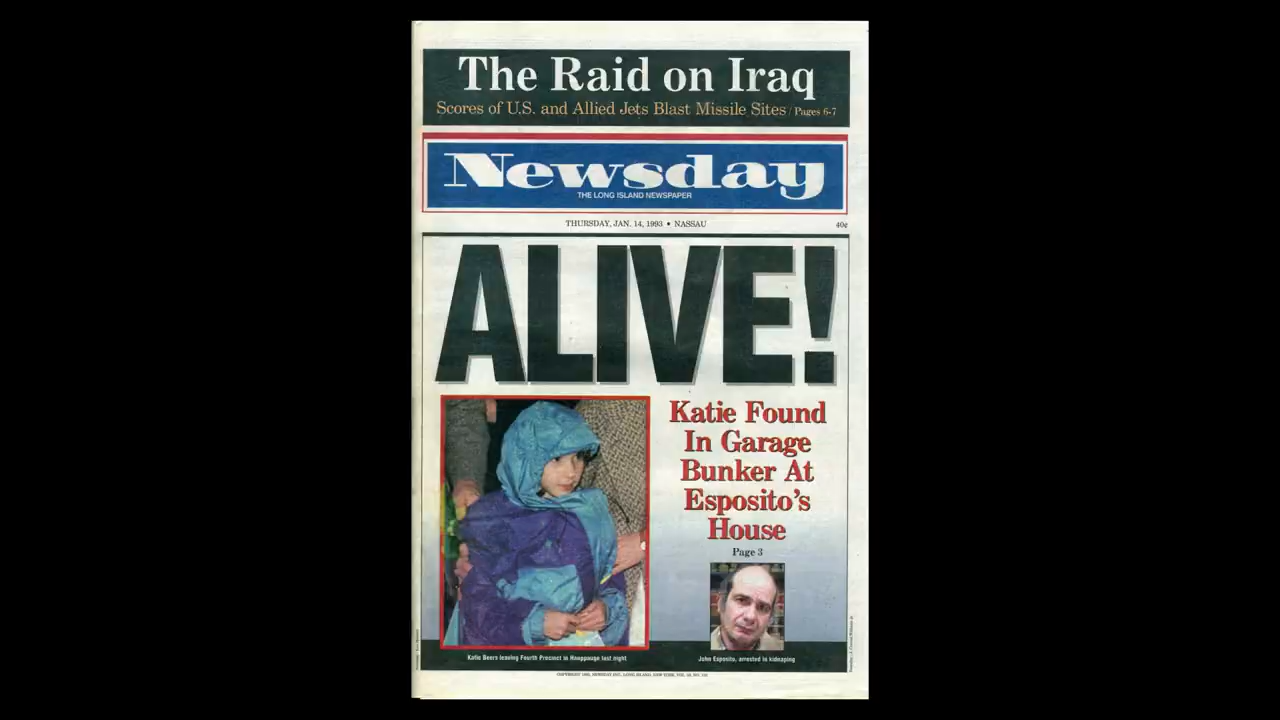 The Raid on Iraq
Scores of U.S. and Allied Jets Blast Missile Sites / Pages 6-7
Newsday
THE LONG ISLAND NEWSPAPER
THURSDAY, JAN. 14, 1993 • NASSAU
40¢
ALIVE!
Katie Found
In Garage
Bunker At
Esposito's
House
Page 3
Katie Beers leaving Fourth Precinct in Hauppauge last night
John Esposito, arrested in kidnaping